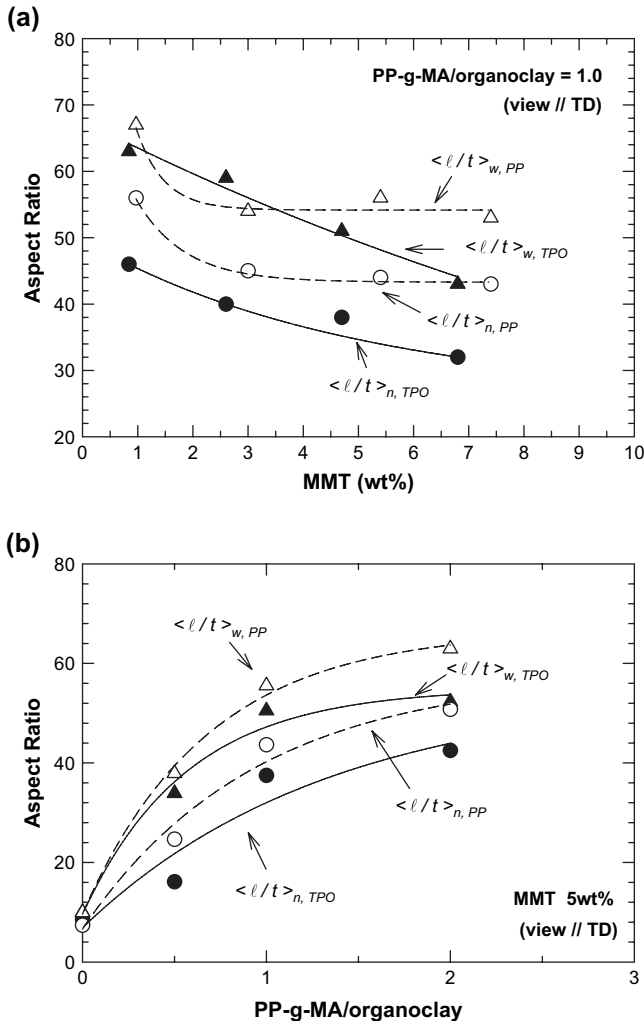 (a)
80
70
60
50
40
30
20
Aspect Ratio
PP-g-MA/organoclay = 1.0
(view // TD)
< ℓ / t >w, PP
< ℓ / t >w, TPO
< ℓ / t >n, PP
< ℓ / t >n, TPO
0 1 2 3 4 5 6 7 8 9 10
MMT (wt%)
(b)
80
60
40
20
0
Aspect Ratio
< ℓ / t >w, PP
< ℓ / t >w, TPO
< ℓ / t >n, PP
< ℓ / t >n, TPO
MMT 5wt%
(view // TD)
0 1 2 3
PP-g-MA/organoclay